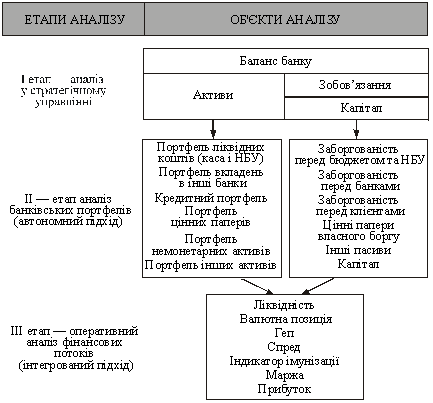 ЕТАПИ АНАЛІЗУ
ОБ'ЄКТИ АНАЛІЗУ
І етап — аналіз
у стратегічному
управлінні
Баланс банку
Активи
Зобов’язання
Капітал
ІІ — етап аналіз
банківських портфелів
(автономний підхід)
Портфель ліквідних
коштів (каса і НБУ)
Портфель вкладень
в інші банки
Кредитний портфель
Портфель
цінних паперів
Портфель
немонетарних активів
Портфель інших активів
Заборгованість
перед бюджетом та НБУ
Заборгованість
перед банками
Заборгованість
перед клієнтами
Цінні папери
власного боргу
Інші пасиви
Капітал
ІІІ етап — оперативний
аналіз фінансових
потоків
(інтегрований підхід)
Ліквідність
Валютна позиція
Геп
Спред
Індикатор імунізації
Маржа
Прибуток